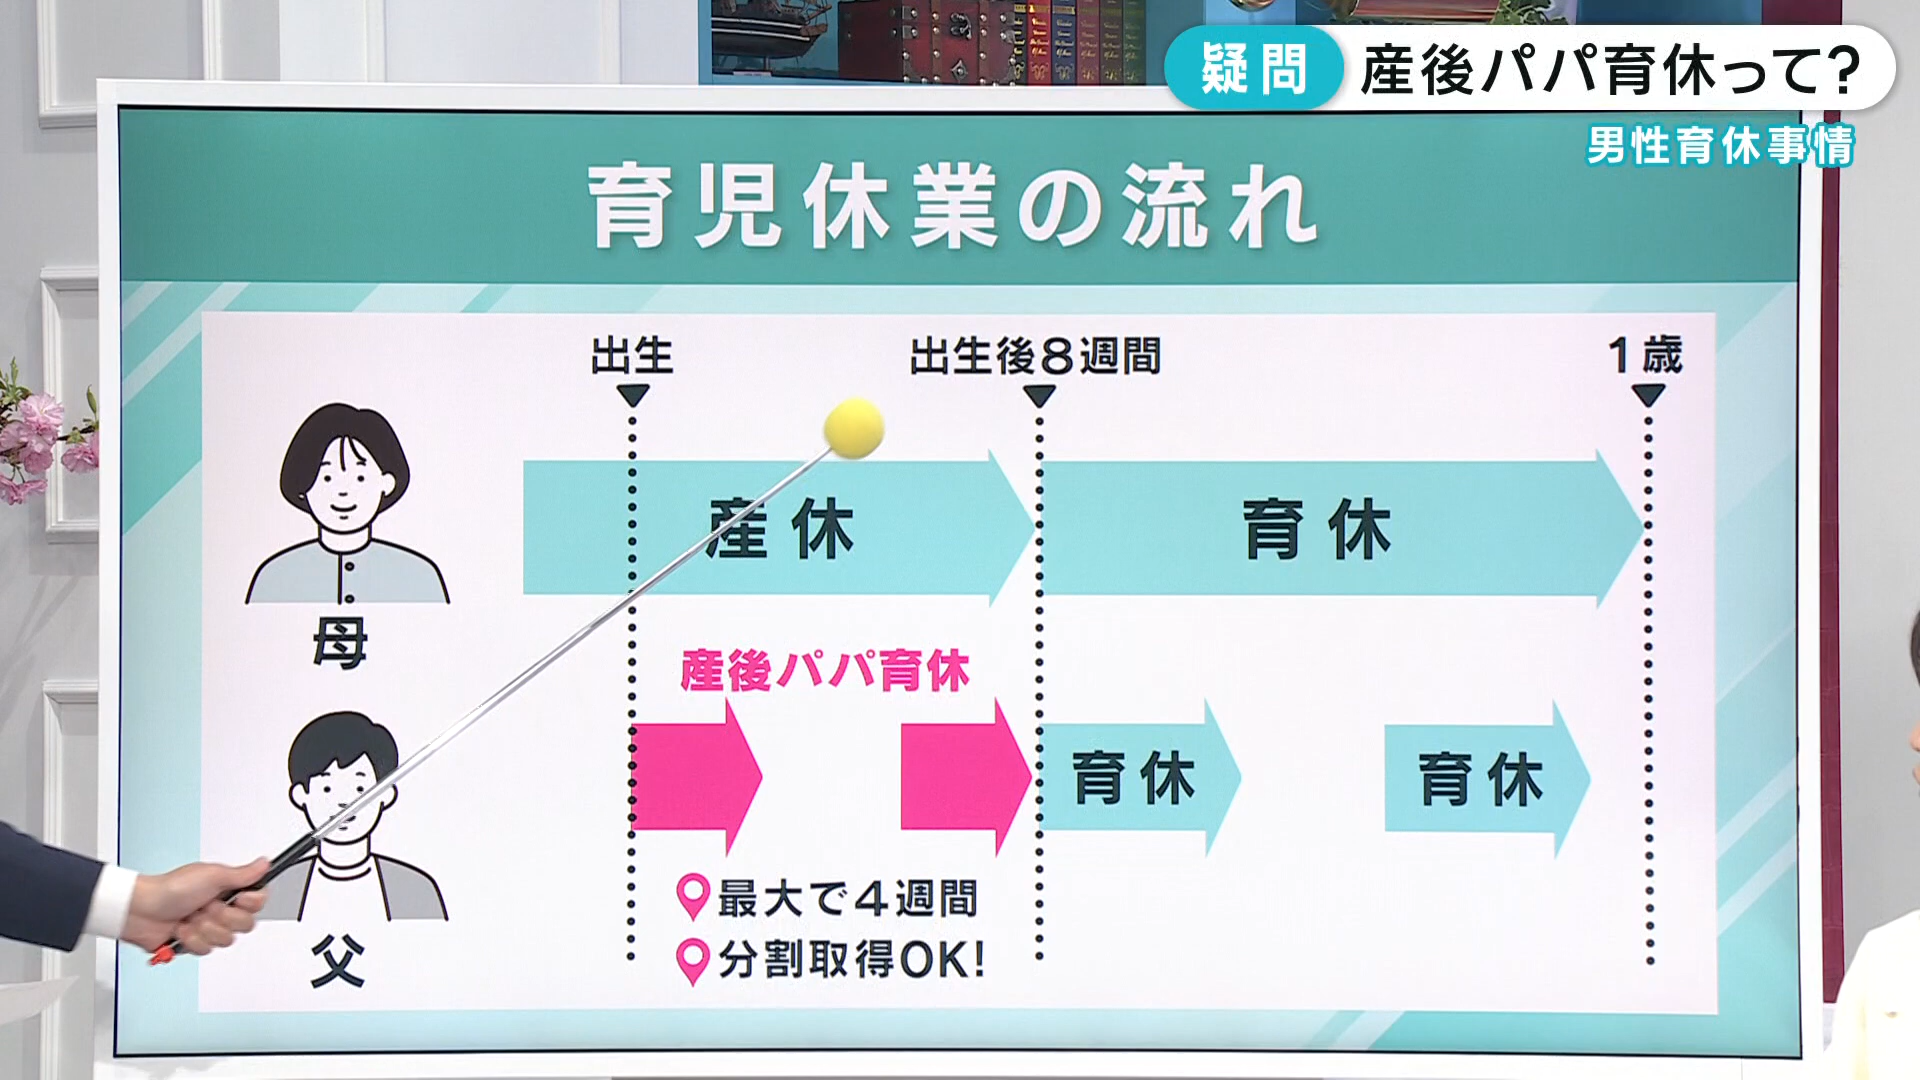 疑問 産後パパ育休って?
男性育休事情
育児休業の流れ
出生 出生後8週間 1歳
産休 育休
母
産後パパ育休
育休 育休
最大で4週間
分割取得OK!
父